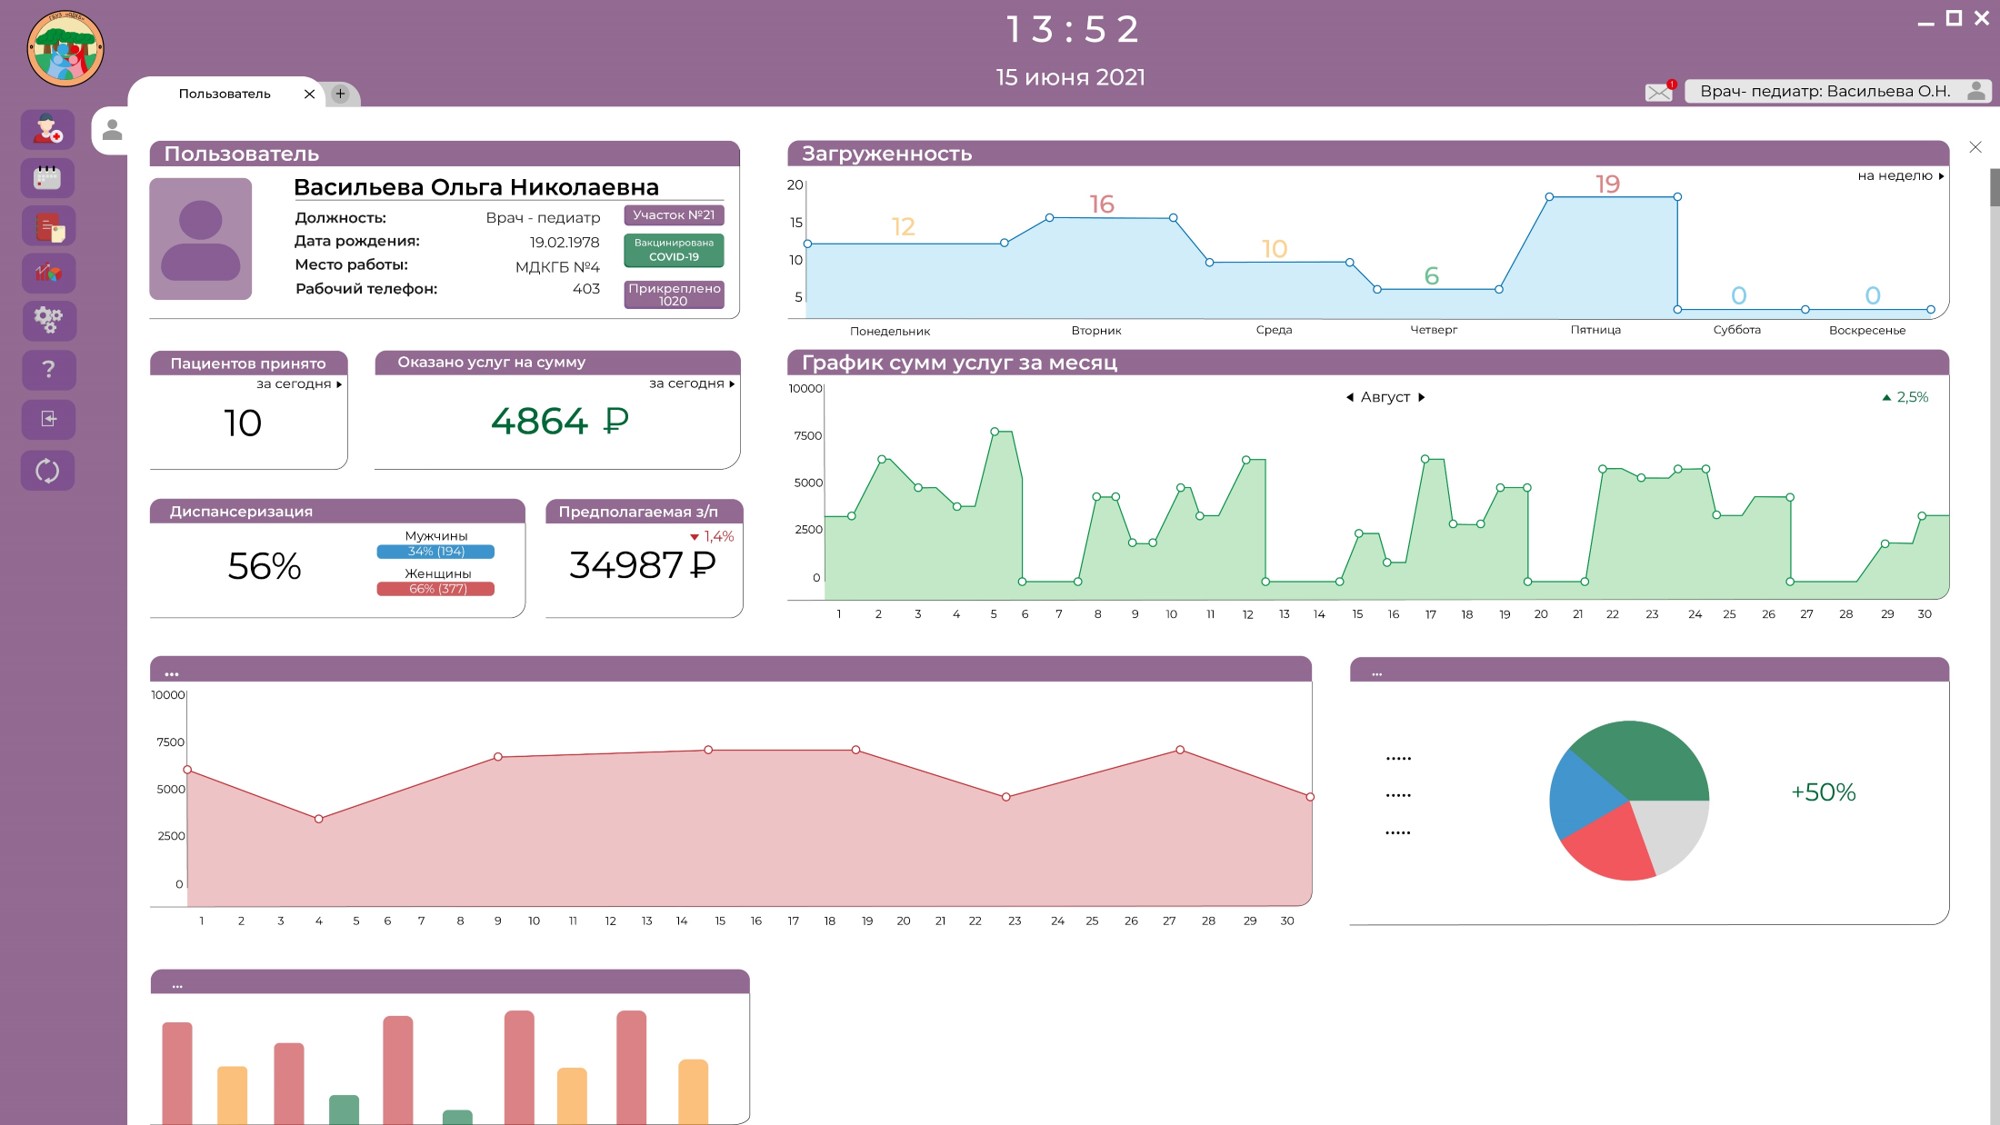 13:52
15 июня 2021
Пользователь
+
1
Врач- педиатр: Васильева О.Н.
?
Пользователь
Васильева Ольга Николаевна
Должность: Врач - педиатр
Дата рождения: 19.02.1978
Место работы: МДКГБ №4
Рабочий телефон: 403
Участок №21
Вакцинирована
COVID-19
Прикреплено
1020
Загруженность
на неделю
20
15
10
5
12
16
10
6
19
0
0
Понедельник Вторник Среда Четверг Пятница Суббота Воскресенье
Пациентов принято
за сегодня
10
Оказано услуг на сумму
за сегодня
4864 ₽
График сумм услуг за месяц
Август
2,5%
10000
7500
5000
2500
0
1 2 3 4 5 6 7 8 9 10 11 12 13 14 15 16 17 18 19 20 21 22 23 24 25 26 27 28 29 30
Диспансеризация
56%
Мужчины
34% (194)
Женщины
66% (377)
Предполагаемая з/п
1,4%
34987 ₽
...
10000
7500
5000
2500
0
1 2 3 4 5 6 7 8 9 10 11 12 13 14 15 16 17 18 19 20 21 22 23 24 25 26 27 28 29 30
...
.....
.....
.....
+50%
...